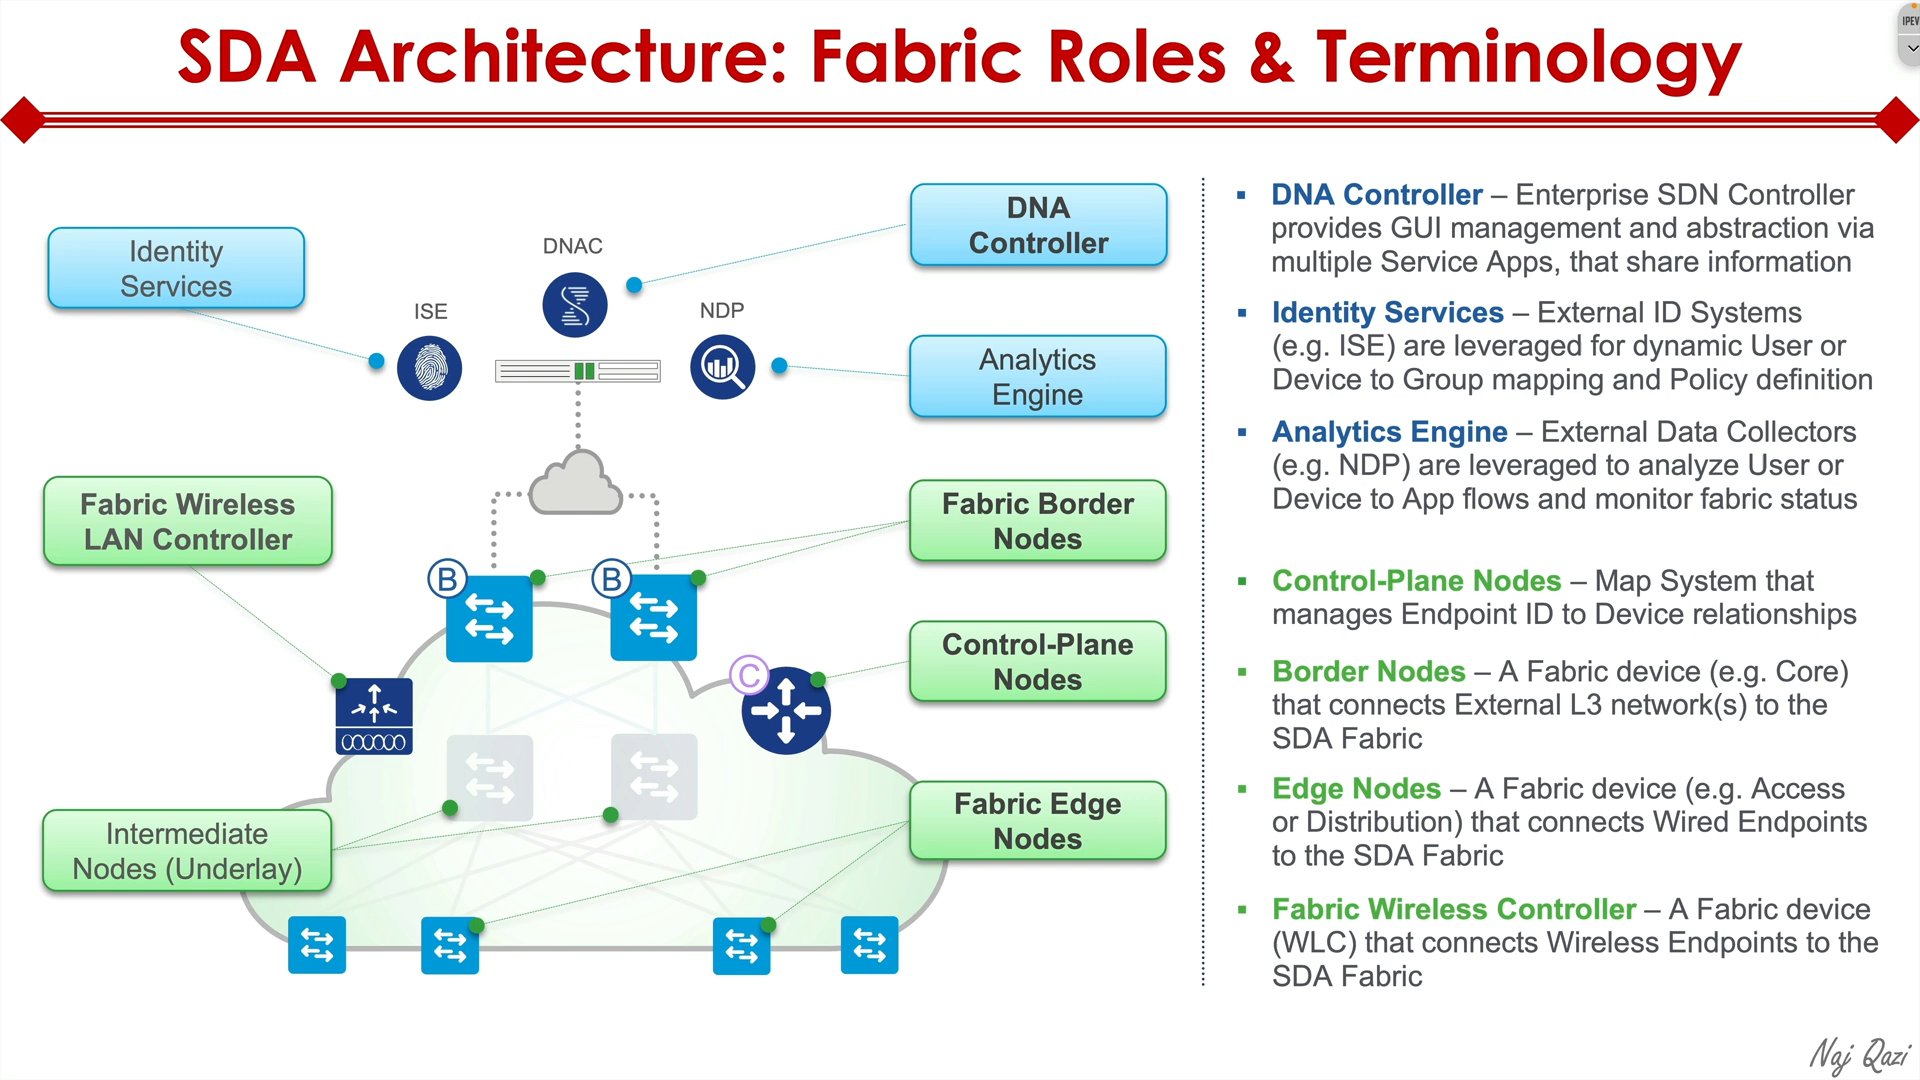 SDA Architecture: Fabric Roles & Terminology
IPEV
Identity
Services
ISE
DNAC
NDP
DNA
Controller
Analytics
Engine
Fabric Wireless
LAN Controller
Fabric Border
Nodes
B
B
Control-Plane
Nodes
C
Intermediate
Nodes (Underlay)
Fabric Edge
Nodes
▪ DNA Controller – Enterprise SDN Controller
provides GUI management and abstraction via
multiple Service Apps, that share information
▪ Identity Services – External ID Systems
(e.g. ISE) are leveraged for dynamic User or
Device to Group mapping and Policy definition
▪ Analytics Engine – External Data Collectors
(e.g. NDP) are leveraged to analyze User or
Device to App flows and monitor fabric status
▪ Control-Plane Nodes – Map System that
manages Endpoint ID to Device relationships
▪ Border Nodes – A Fabric device (e.g. Core)
that connects External L3 network(s) to the
SDA Fabric
▪ Edge Nodes – A Fabric device (e.g. Access
or Distribution) that connects Wired Endpoints
to the SDA Fabric
▪ Fabric Wireless Controller – A Fabric device
(WLC) that connects Wireless Endpoints to the
SDA Fabric
Naj Qazi